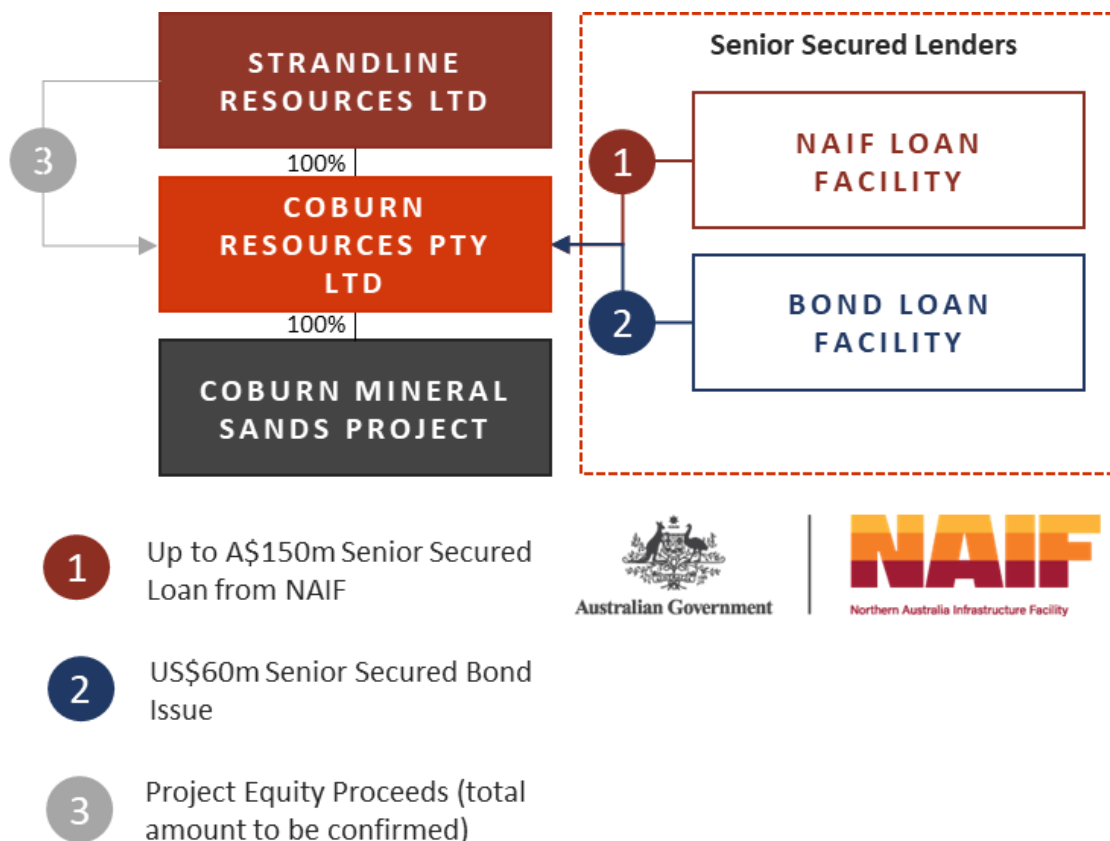 STRANDLINE
RESOURCES LTD
100%
3
COBURN
RESOURCES PTY
LTD
100%
COBURN MINERAL
SANDS PROJECT
Senior Secured Lenders
1
NAIF LOAN
FACILITY
2
BOND LOAN
FACILITY
1
Up to A$150m Senior Secured
Loan from NAIF
2
US$60m Senior Secured Bond
Issue
3
Project Equity Proceeds (total
amount to be confirmed)
Australian Government
NAIF
Northern Australia Infrastructure Facility